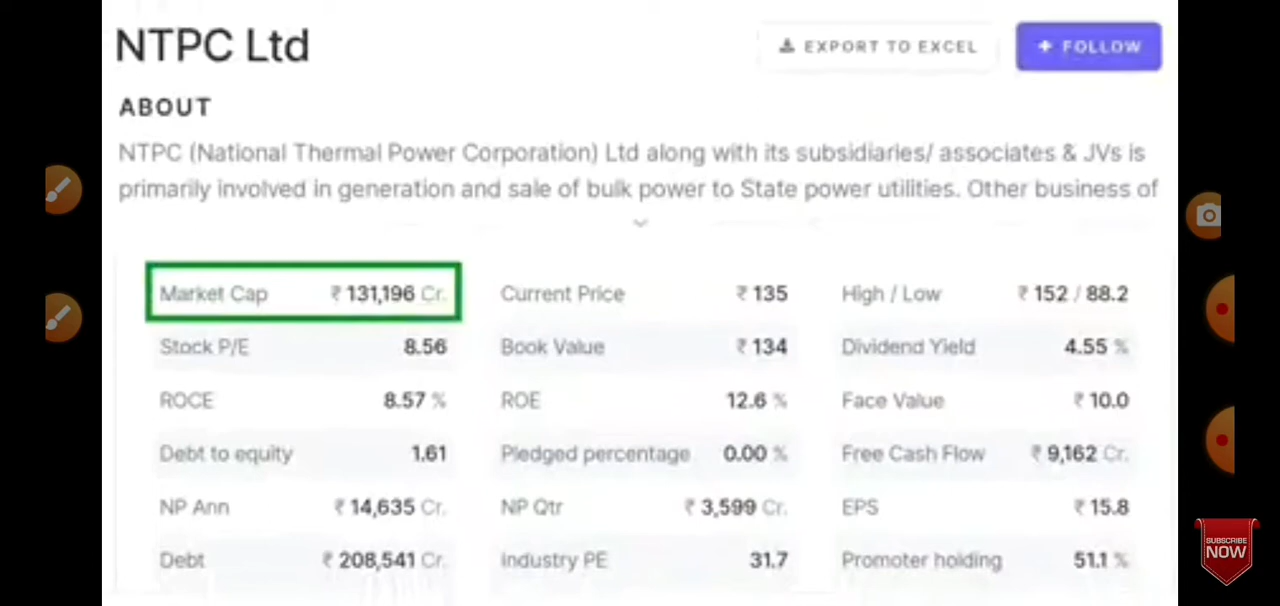 NTPC Ltd
EXPORT TO EXCEL
+ FOLLOW
ABOUT
NTPC (National Thermal Power Corporation) Ltd along with its subsidiaries/ associates & JVs is
primarily involved in generation and sale of bulk power to State power utilities. Other business of
Market Cap ₹ 131,196 Cr. Current Price ₹ 135 High / Low ₹ 152 / 88.2
Stock P/E 8.56 Book Value ₹ 134 Dividend Yield 4.55 %
ROCE 8.57 % ROE 12.6 % Face Value ₹ 10.0
Debt to equity 1.61 Pledged percentage 0.00 % Free Cash Flow ₹ 9,162 Cr.
NP Ann ₹ 14,635 Cr. NP Qtr ₹ 3,599 Cr. EPS ₹ 15.8
Debt ₹ 208,541 Cr. Industry PE 31.7 Promoter holding 51.1 %
SUBSCRIBE
NOW